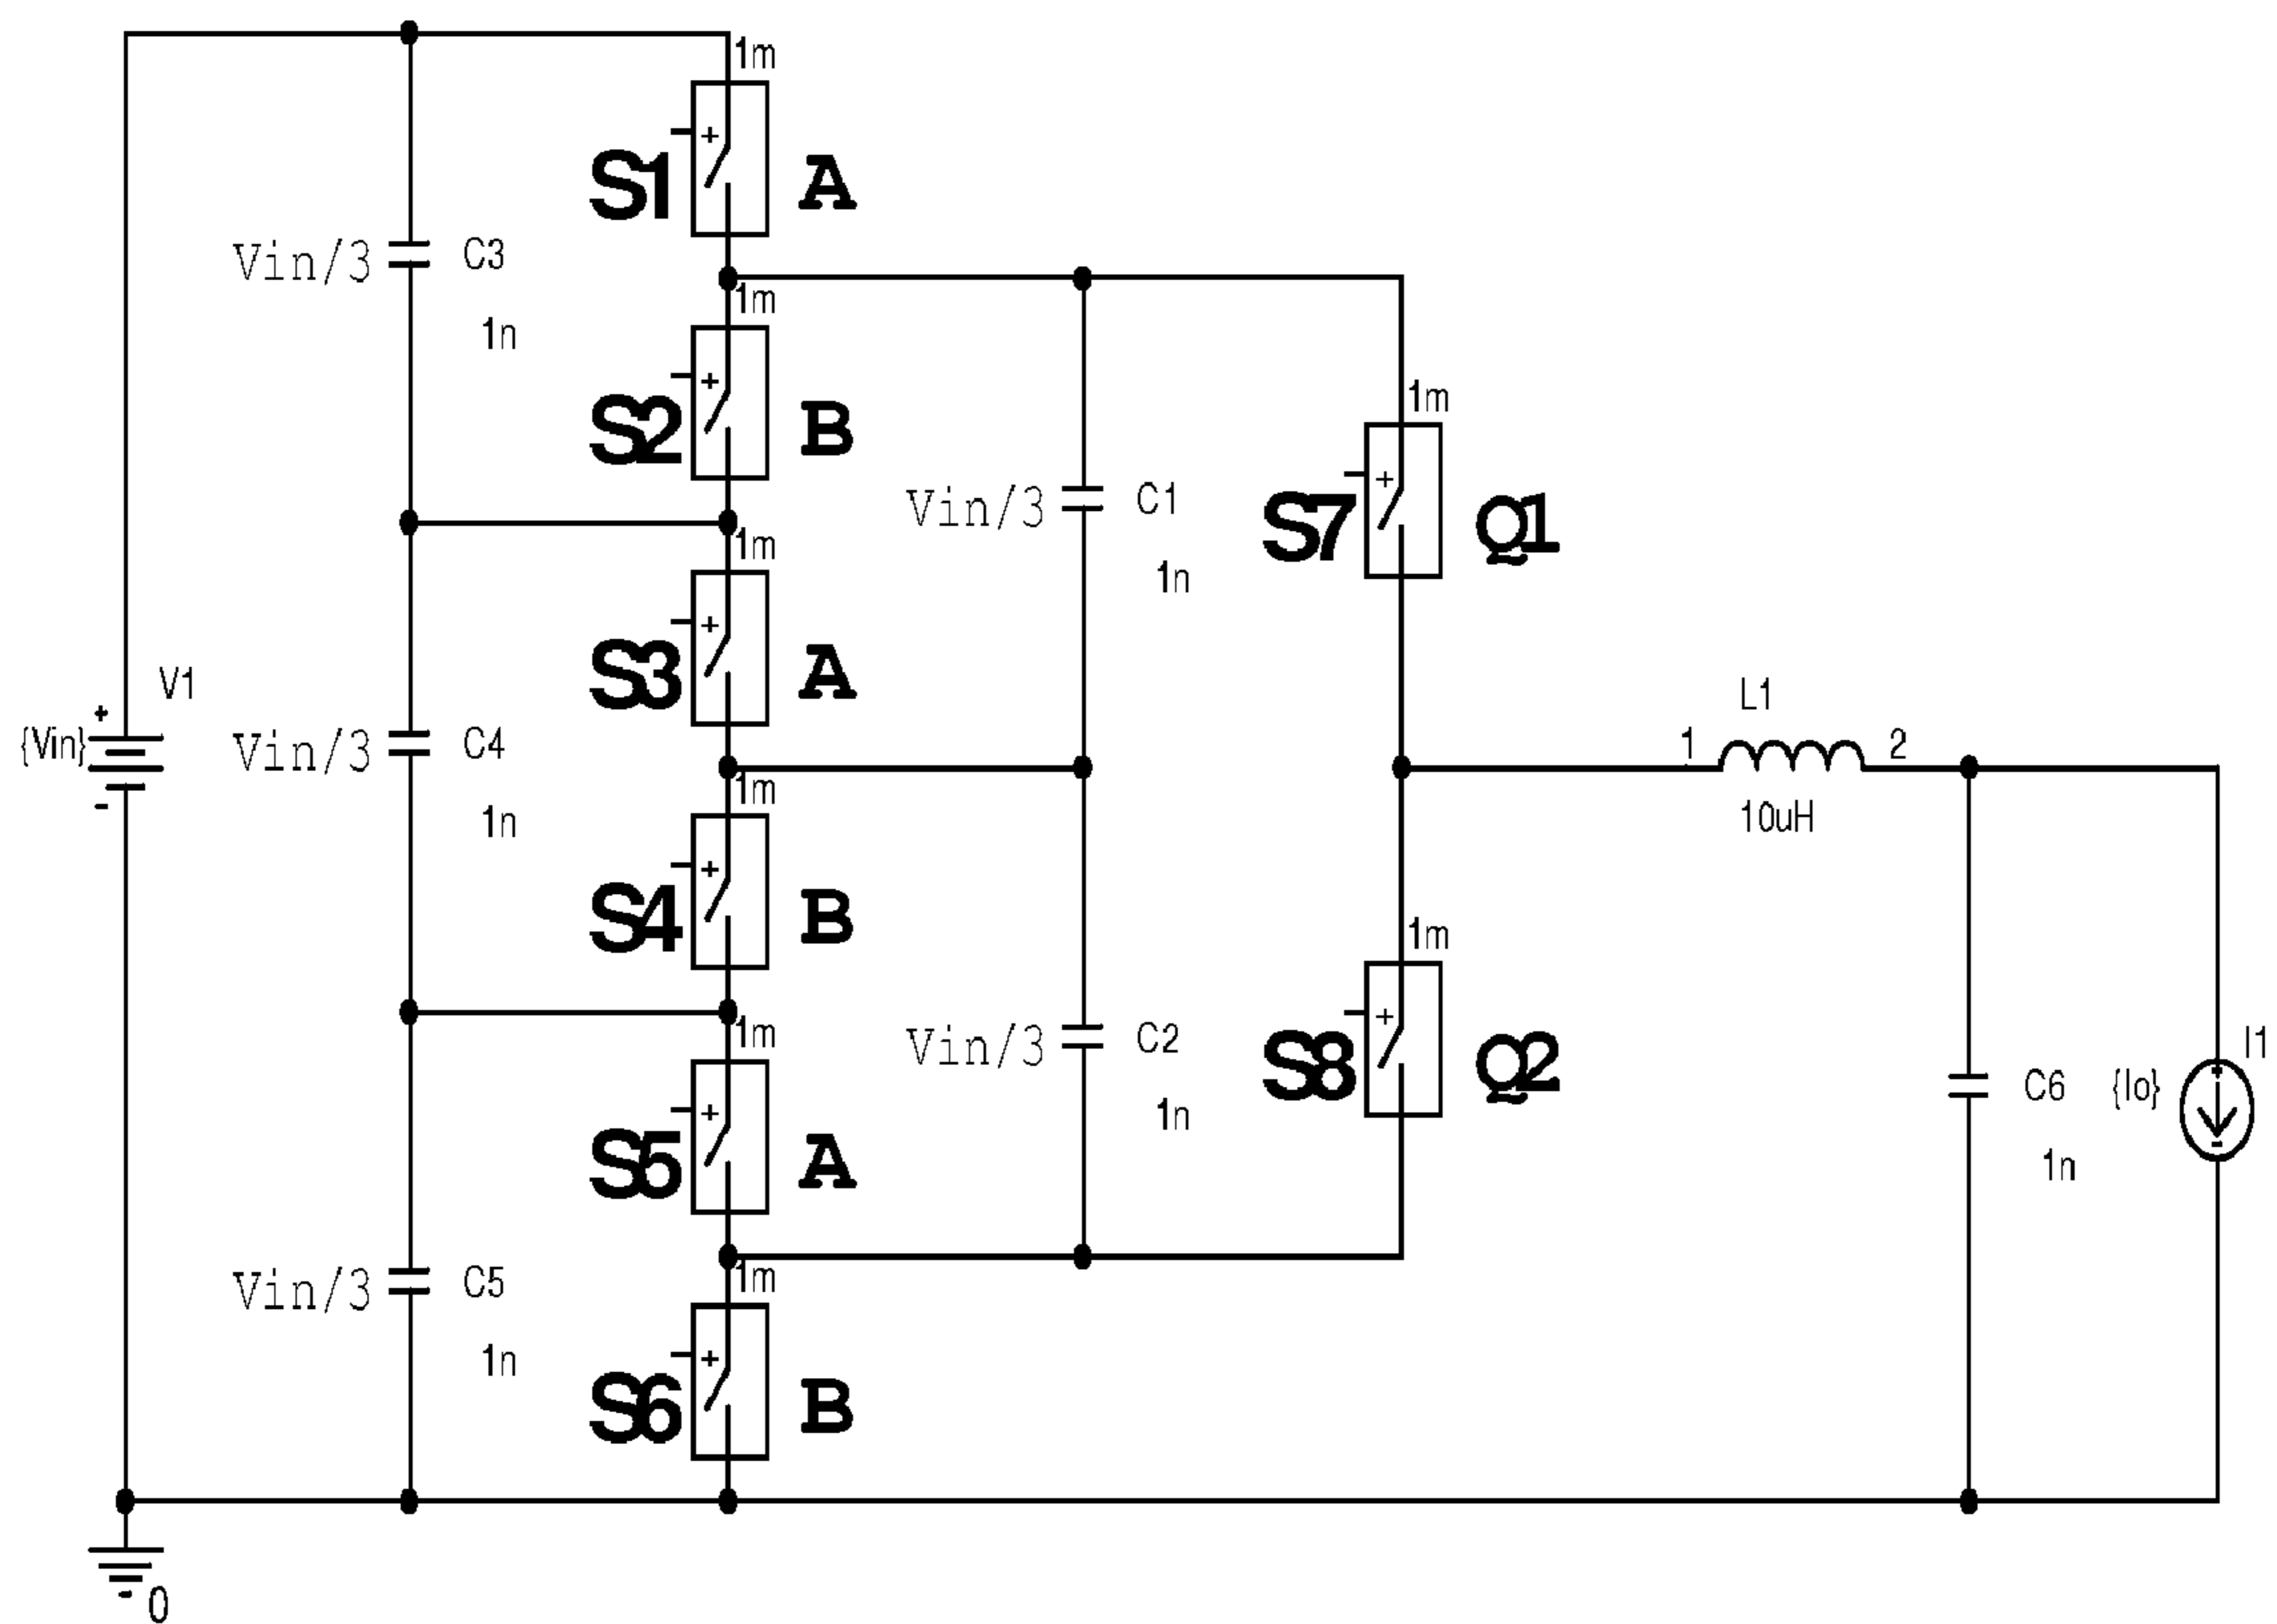 1m
S1 A
Vin/3 C3
1n
1m
S2 B
1m
Vin/3 C1
1n
S7 Q1
1m
S3 A
V1
{Vin}
+
-
Vin/3 C4
1n
1m
S4 B
L1
1 2
10uH
1m
Vin/3 C2
1n
S8 Q2
1m
S5 A
I1
{Io}
C6
1n
Vin/3 C5
1n
1m
S6 B
0